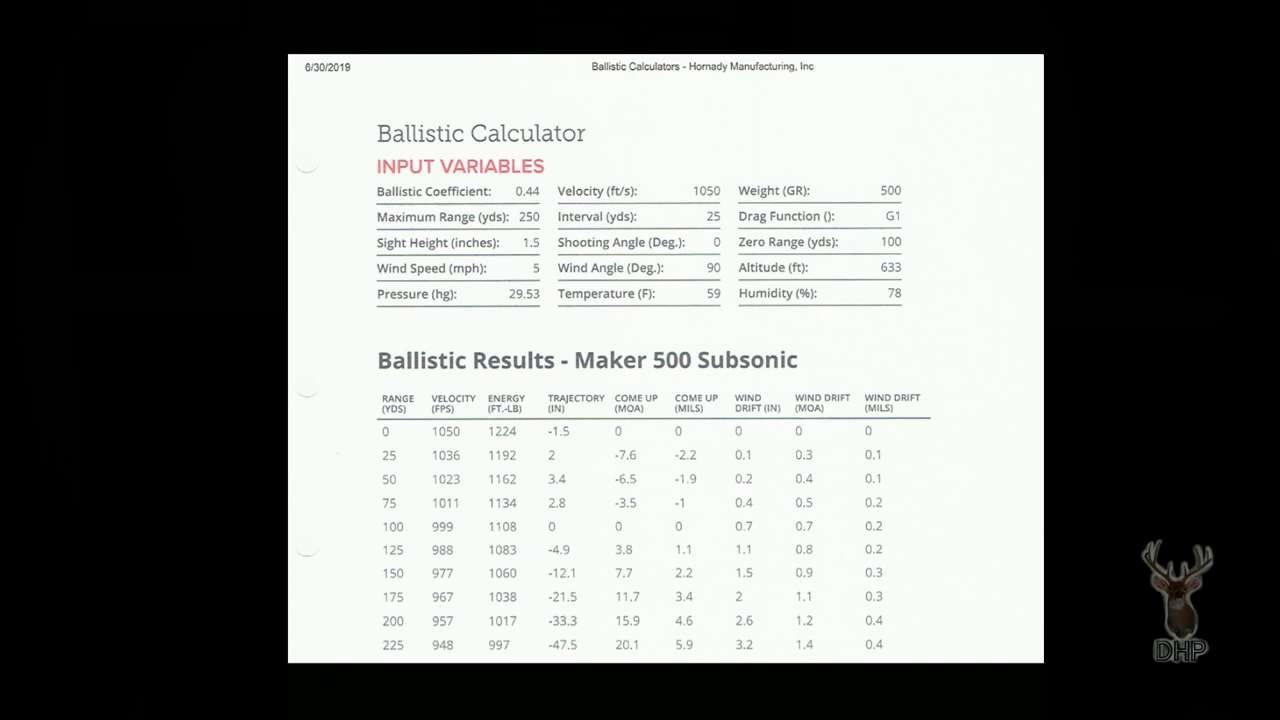 6/30/2019 Ballistic Calculators - Hornady Manufacturing, Inc
Ballistic Calculator
INPUT VARIABLES
Ballistic Coefficient: 0.44 Velocity (ft/s): 1050 Weight (GR): 500
Maximum Range (yds): 250 Interval (yds): 25 Drag Function (): G1
Sight Height (inches): 1.5 Shooting Angle (Deg.): 0 Zero Range (yds): 100
Wind Speed (mph): 5 Wind Angle (Deg.): 90 Altitude (ft): 633
Pressure (hg): 29.53 Temperature (F): 59 Humidity (%): 78
Ballistic Results - Maker 500 Subsonic
RANGE VELOCITY ENERGY TRAJECTORY COME UP COME UP WIND WIND DRIFT WIND DRIFT
(YDS) (FPS) (FT.-LB) (IN) (MOA) (MILS) DRIFT (IN) (MOA) (MILS)
0 1050 1224 -1.5 0 0 0 0 0
25 1036 1192 2 -7.6 -2.2 0.1 0.3 0.1
50 1023 1162 3.4 -6.5 -1.9 0.2 0.4 0.1
75 1011 1134 2.8 -3.5 -1 0.4 0.5 0.2
100 999 1108 0 0 0 0.7 0.7 0.2
125 988 1083 -4.9 3.8 1.1 1.1 0.8 0.2
150 977 1060 -12.1 7.7 2.2 1.5 0.9 0.3
175 967 1038 -21.5 11.7 3.4 2 1.1 0.3
200 957 1017 -33.3 15.9 4.6 2.6 1.2 0.4
225 948 997 -47.5 20.1 5.9 3.2 1.4 0.4
DHP